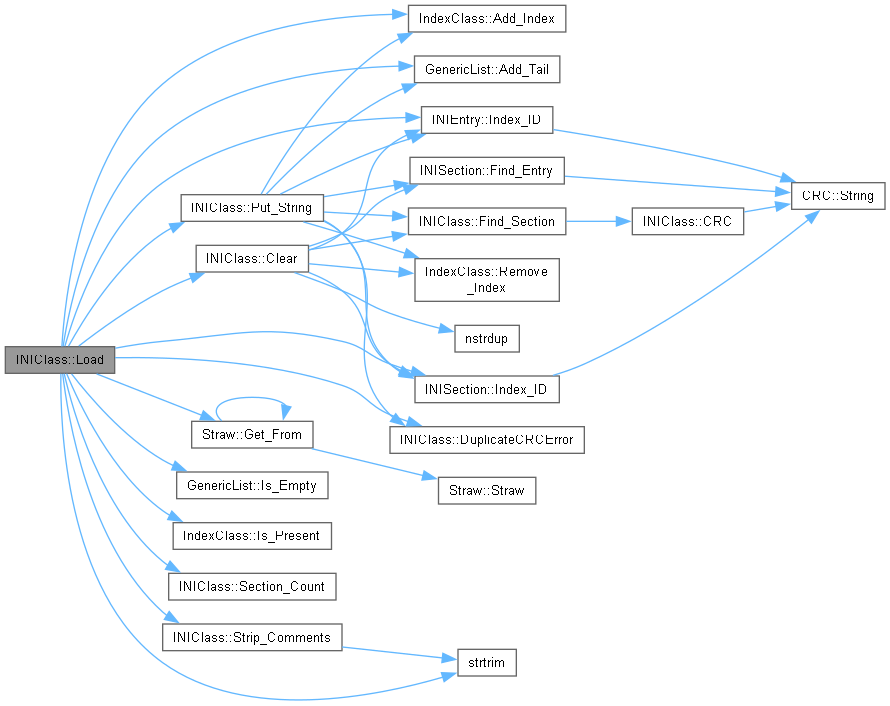 IndexClass::Add_Index
GenericList::Add_Tail
INIEntry::Index_ID
INISection::Find_Entry
CRC::String
INIClass::Put_String
INIClass::Find_Section
INIClass::CRC
INIClass::Clear
IndexClass::Remove
_Index
nstrdup
INIClass::Load
INISection::Index_ID
Straw::Get_From
INIClass::DuplicateCRCError
GenericList::Is_Empty
Straw::Straw
IndexClass::Is_Present
INIClass::Section_Count
INIClass::Strip_Comments
strtrim